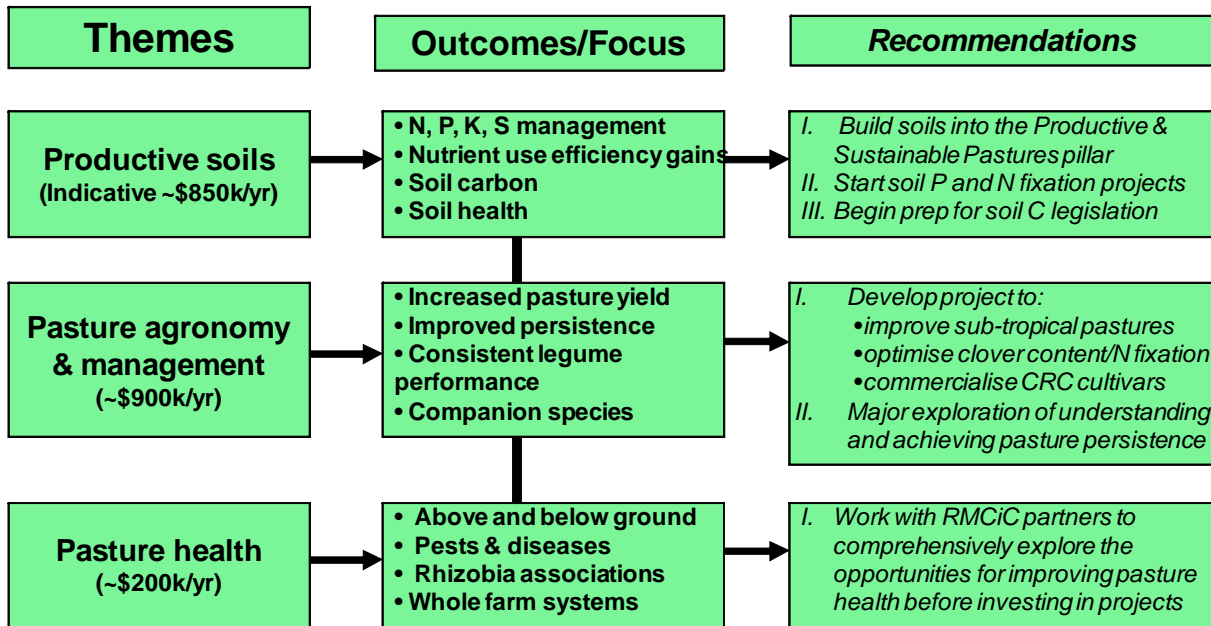 Themes
Outcomes/Focus
Recommendations
Productive soils
(Indicative ~$850k/yr)
• N, P, K, S management
• Nutrient use efficiency gains
• Soil carbon
• Soil health
I. Build soils into the Productive &
Sustainable Pastures pillar
II. Start soil P and N fixation projects
III. Begin prep for soil C legislation
Pasture agronomy
& management
(~$900k/yr)
• Increased pasture yield
• Improved persistence
• Consistent legume
performance
• Companion species
I. Develop project to:
•improve sub-tropical pastures
•optimise clover content/N fixation
•commercialise CRC cultivars
II. Major exploration of understanding
and achieving pasture persistence
Pasture health
(~$200k/yr)
• Above and below ground
• Pests & diseases
• Rhizobia associations
• Whole farm systems
I. Work with RMCiC partners to
comprehensively explore the
opportunities for improving pasture
health before investing in projects